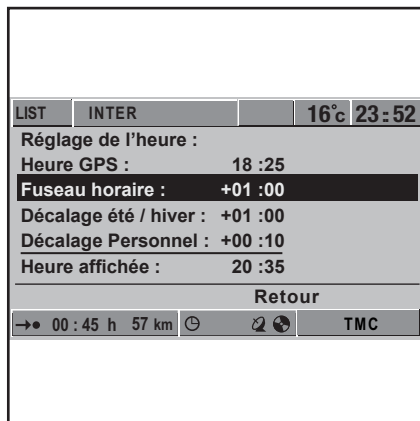 LIST INTER 16°c 23:52
Réglage de l'heure :
Heure GPS : 18 :25
Fuseau horaire : +01 :00
Décalage été / hiver : +01 :00
Décalage Personnel : +00 :10
Heure affichée : 20 :35
Retour
00 : 45 h 57 km TMC